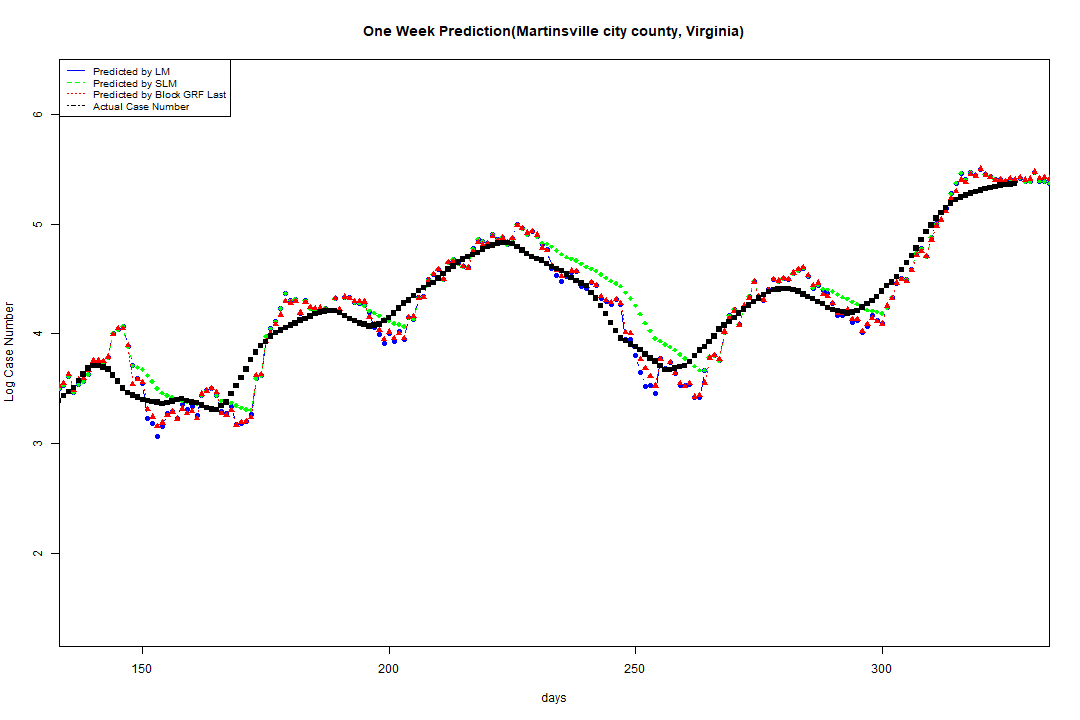 One Week Prediction(Martinsville city county, Virginia)
Predicted by LM
Predicted by SLM
Predicted by Block GRF Last
Actual Case Number
6
5
4
3
2
Log Case Number
150 200 250 300
days